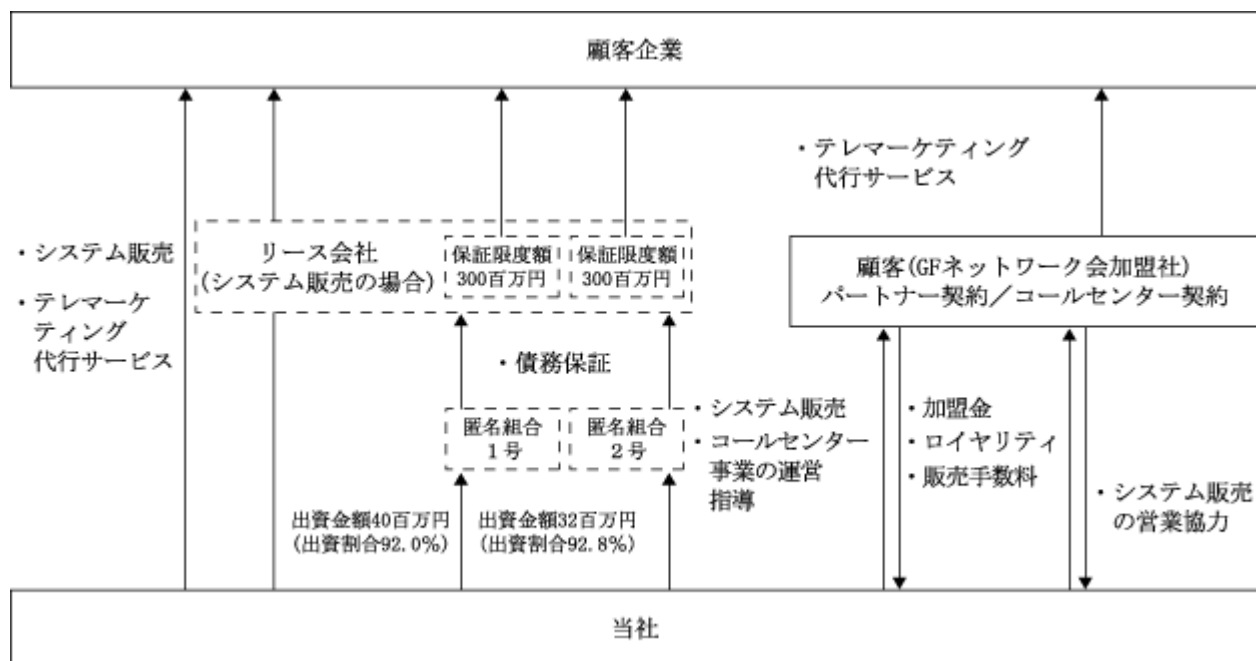 顧客企業
・テレマーケティング
代行サービス
・システム販売
・テレマーケ
ティング
代行サービス
リース会社
(システム販売の場合)
保証限度額
300百万円
保証限度額
300百万円
顧客(GFネットワーク会加盟社)
パートナー契約／コールセンター契約
・債務保証
匿名組合
1号
匿名組合
2号
・システム販売
・コールセンター
事業の運営
指導
・加盟金
・ロイヤリティ
・販売手数料
・システム販売
の営業協力
出資金額40百万円
(出資割合92.0%)
出資金額32百万円
(出資割合92.8%)
当社